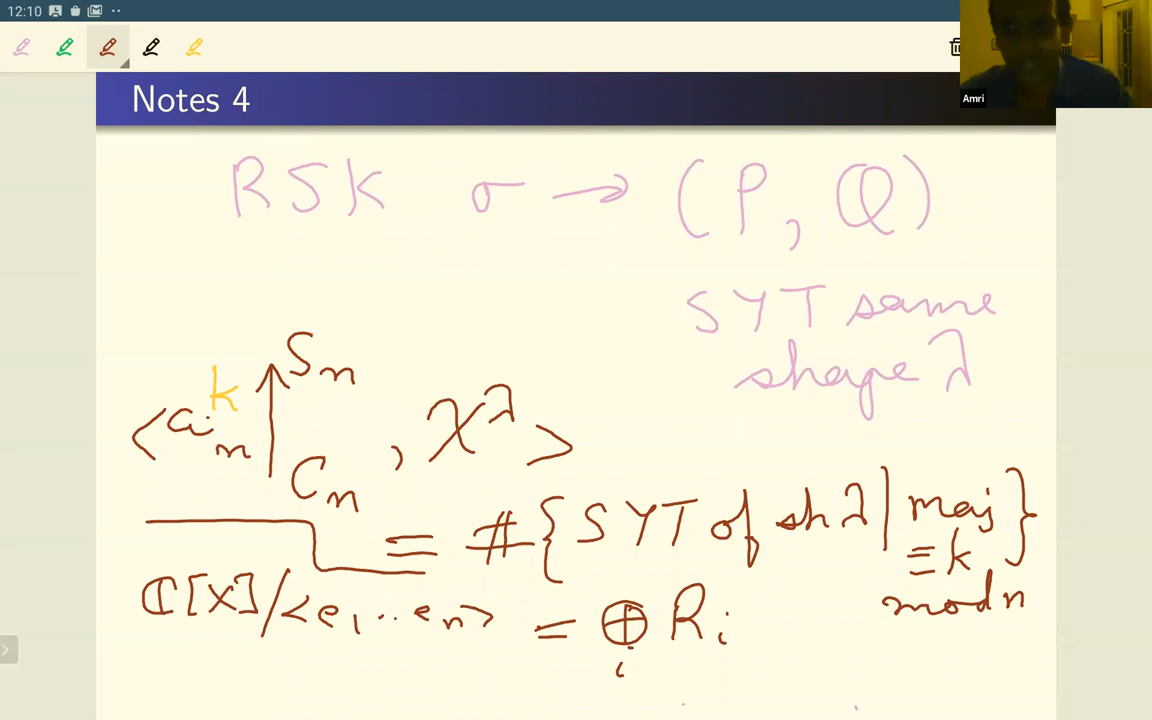 12:10
Amri
Notes 4
RSK σ → (P, Q)
SYT same
shape λ
<a_n^k ↑_{C_n}^{S_n}, χ^λ>
= #{SYT of sh λ | maj ≡ k mod n}
ℂ[X]/<e_1 .. e_n> = ⊕_i R_i